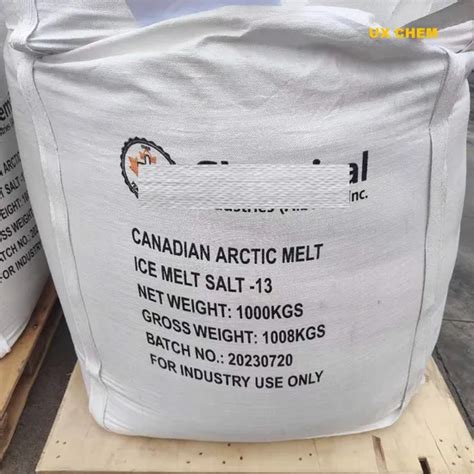 UX CHEM
Inc.
CANADIAN ARCTIC MELT
ICE MELT SALT -13
NET WEIGHT: 1000KGS
GROSS WEIGHT: 1008KGS
BATCH NO.: 20230720
FOR INDUSTRY USE ONLY